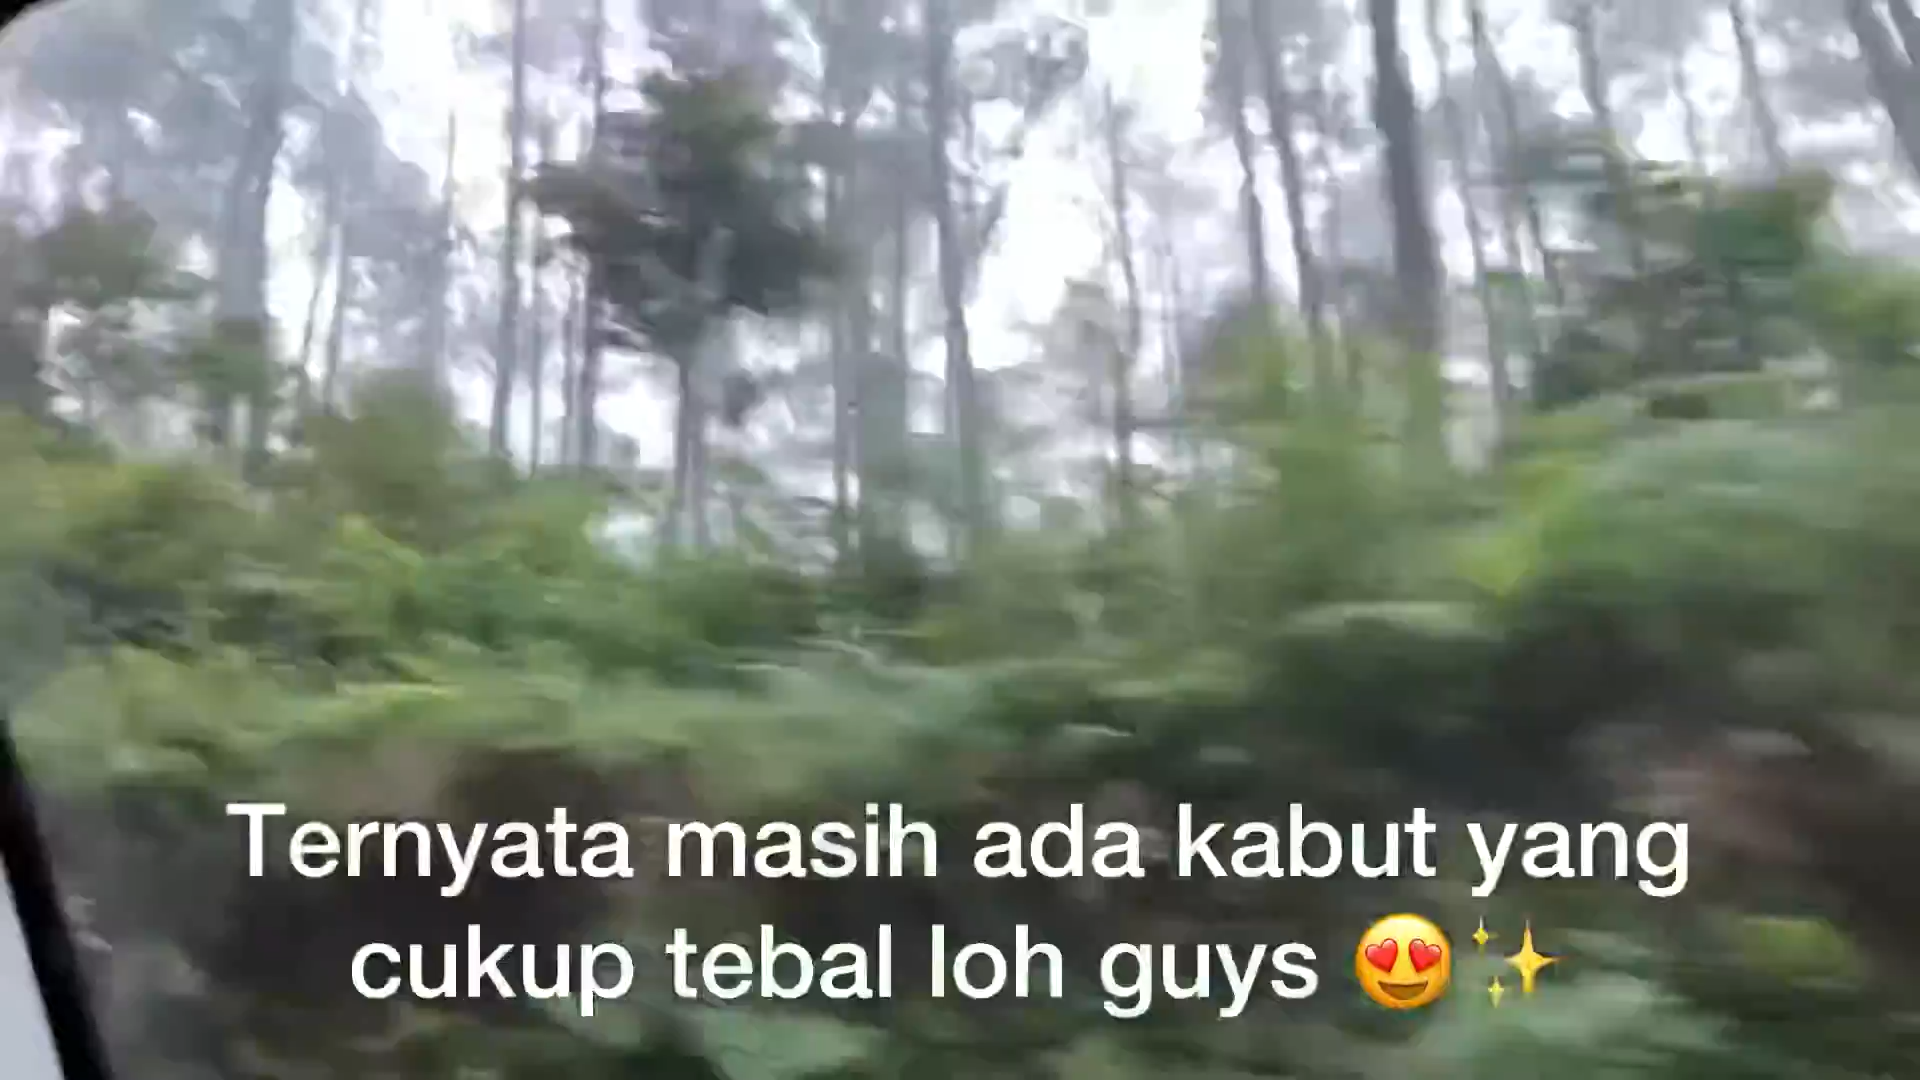 Ternyata masih ada kabut yang
cukup tebal loh guys 😍✨